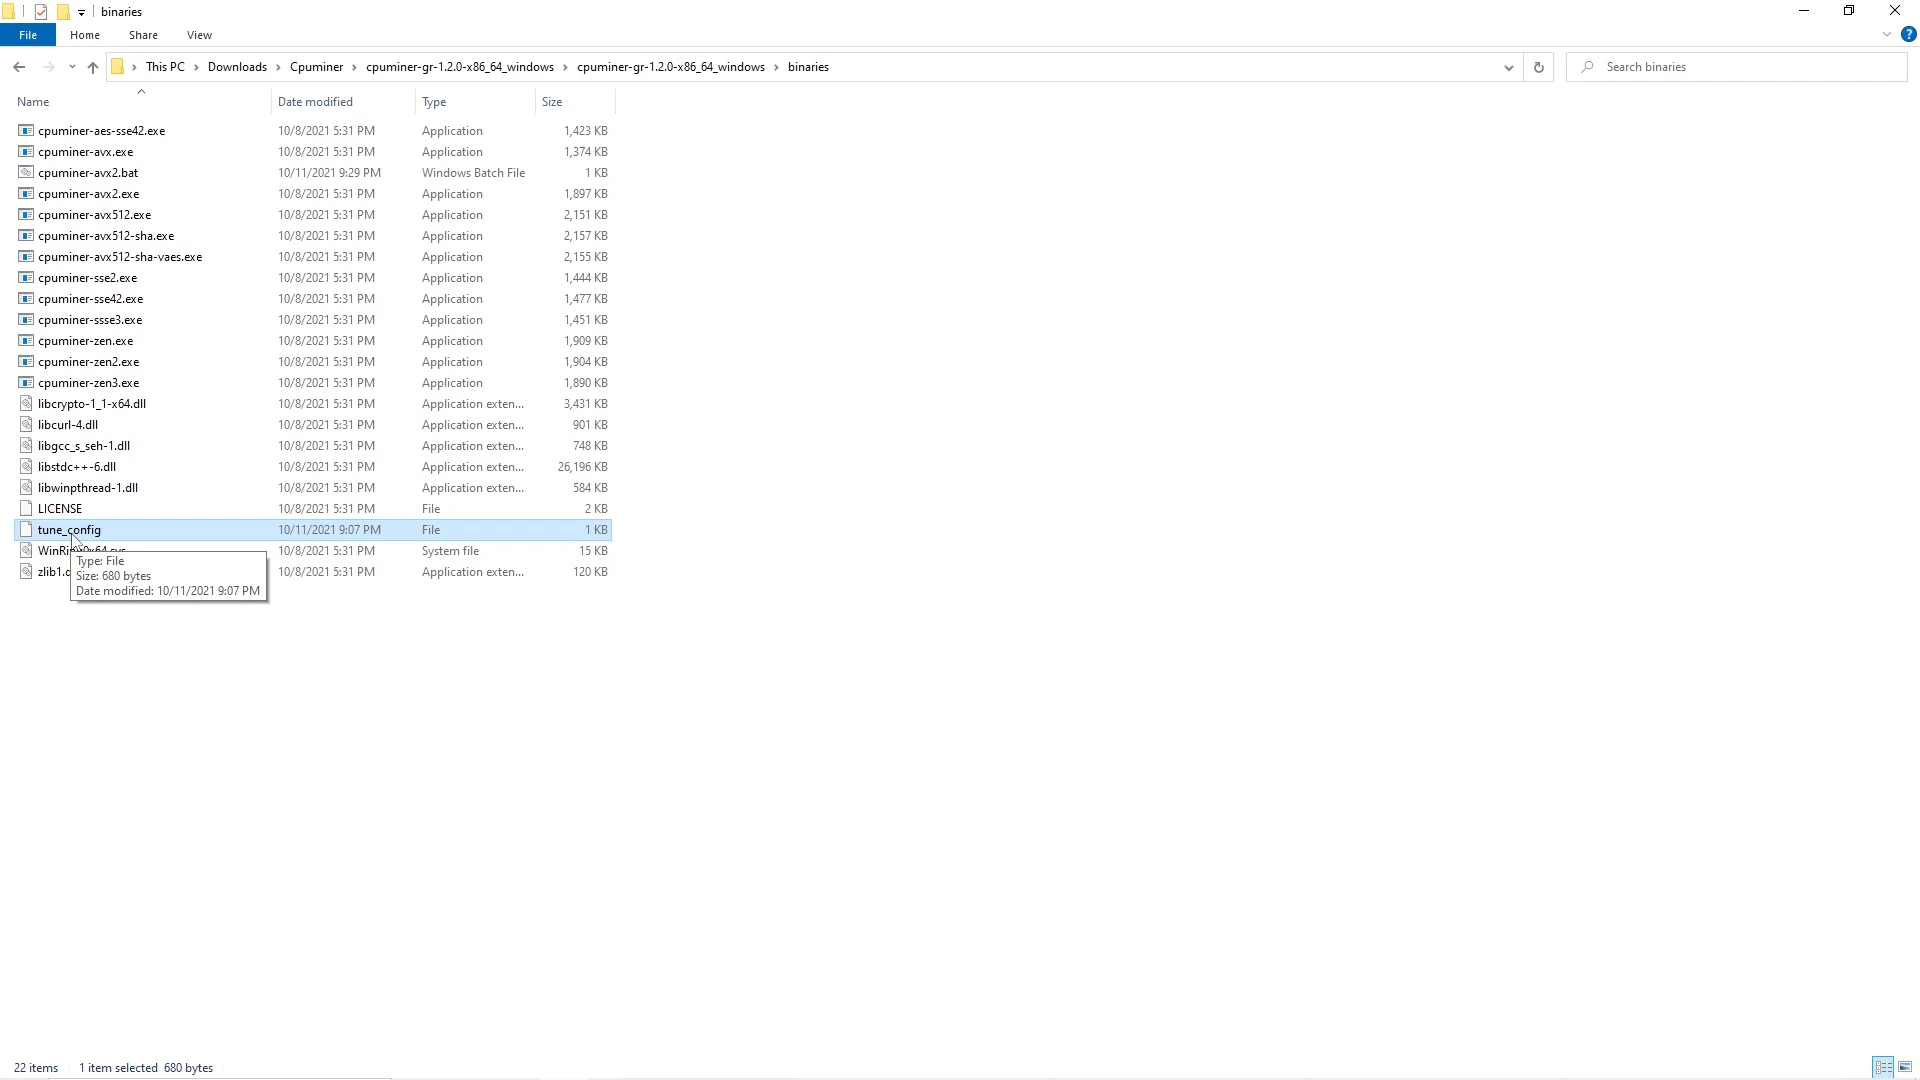 binaries
File Home Share View
This PC Downloads Cpuminer cpuminer-gr-1.2.0-x86_64_windows cpuminer-gr-1.2.0-x86_64_windows binaries Search binaries
Name Date modified Type Size
cpuminer-aes-sse42.exe 10/8/2021 5:31 PM Application 1,423 KB
cpuminer-avx.exe 10/8/2021 5:31 PM Application 1,374 KB
cpuminer-avx2.bat 10/11/2021 9:29 PM Windows Batch File 1 KB
cpuminer-avx2.exe 10/8/2021 5:31 PM Application 1,897 KB
cpuminer-avx512.exe 10/8/2021 5:31 PM Application 2,151 KB
cpuminer-avx512-sha.exe 10/8/2021 5:31 PM Application 2,157 KB
cpuminer-avx512-sha-vaes.exe 10/8/2021 5:31 PM Application 2,155 KB
cpuminer-sse2.exe 10/8/2021 5:31 PM Application 1,444 KB
cpuminer-sse42.exe 10/8/2021 5:31 PM Application 1,477 KB
cpuminer-ssse3.exe 10/8/2021 5:31 PM Application 1,451 KB
cpuminer-zen.exe 10/8/2021 5:31 PM Application 1,909 KB
cpuminer-zen2.exe 10/8/2021 5:31 PM Application 1,904 KB
cpuminer-zen3.exe 10/8/2021 5:31 PM Application 1,890 KB
libcrypto-1_1-x64.dll 10/8/2021 5:31 PM Application exten... 3,431 KB
libcurl-4.dll 10/8/2021 5:31 PM Application exten... 901 KB
libgcc_s_seh-1.dll 10/8/2021 5:31 PM Application exten... 748 KB
libstdc++-6.dll 10/8/2021 5:31 PM Application exten... 26,196 KB
libwinpthread-1.dll 10/8/2021 5:31 PM Application exten... 584 KB
LICENSE 10/8/2021 5:31 PM File 2 KB
tune_config 10/11/2021 9:07 PM File 1 KB
10/8/2021 5:31 PM System file 15 KB
Type: File
zlib1. 10/8/2021 5:31 PM Application exten... 120 KB
Size: 680 bytes
Date modified: 10/11/2021 9:07 PM
22 items 1 item selected 680 bytes